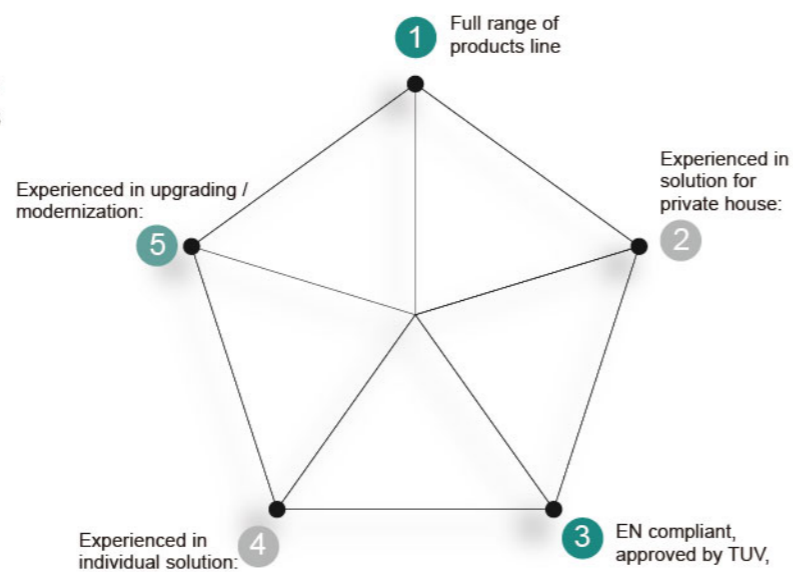 1
Full range of
products line
Experienced in
solution for
private house:
2
Experienced in upgrading /
modernization:
5
3
EN compliant,
approved by TUV,
Experienced in
individual solution:
4